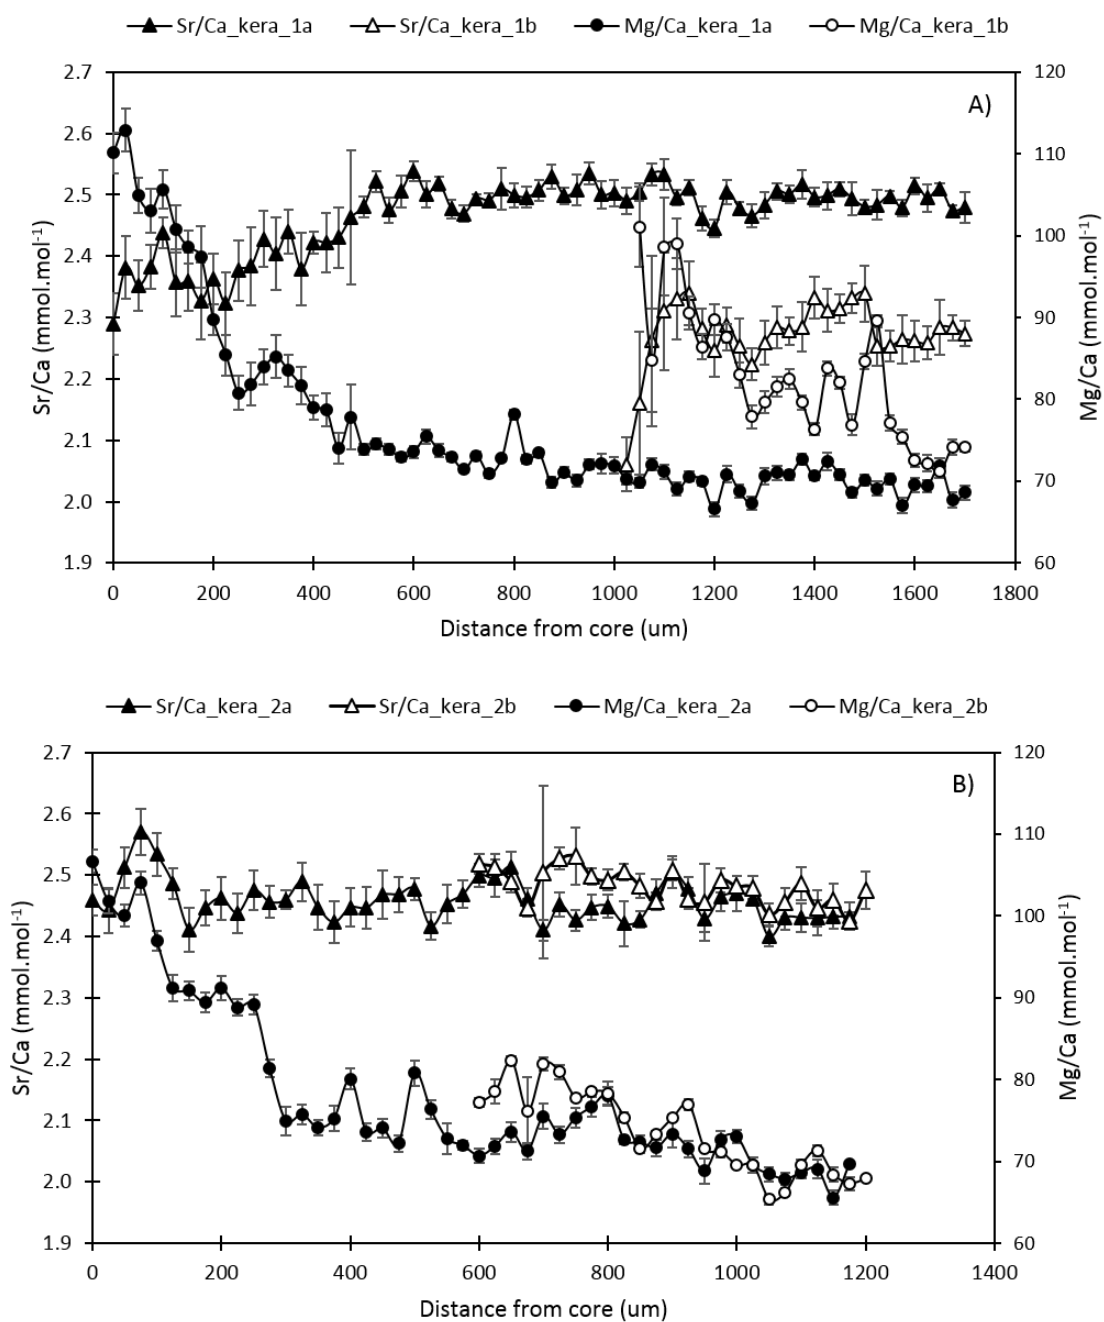 Sr/Ca_kera_1a Sr/Ca_kera_1b Mg/Ca_kera_1a Mg/Ca_kera_1b
A)
2.7
2.6
2.5
2.4
2.3
2.2
2.1
2.0
1.9
Sr/Ca (mmol.mol⁻¹)
120
110
100
90
80
70
60
Mg/Ca (mmol.mol⁻¹)
0 200 400 600 800 1000 1200 1400 1600 1800
Distance from core (um)
Sr/Ca_kera_2a Sr/Ca_kera_2b Mg/Ca_kera_2a Mg/Ca_kera_2b
B)
2.7
2.6
2.5
2.4
2.3
2.2
2.1
2.0
1.9
Sr/Ca (mmol.mol⁻¹)
120
110
100
90
80
70
60
Mg/Ca (mmol.mol⁻¹)
0 200 400 600 800 1000 1200 1400
Distance from core (um)